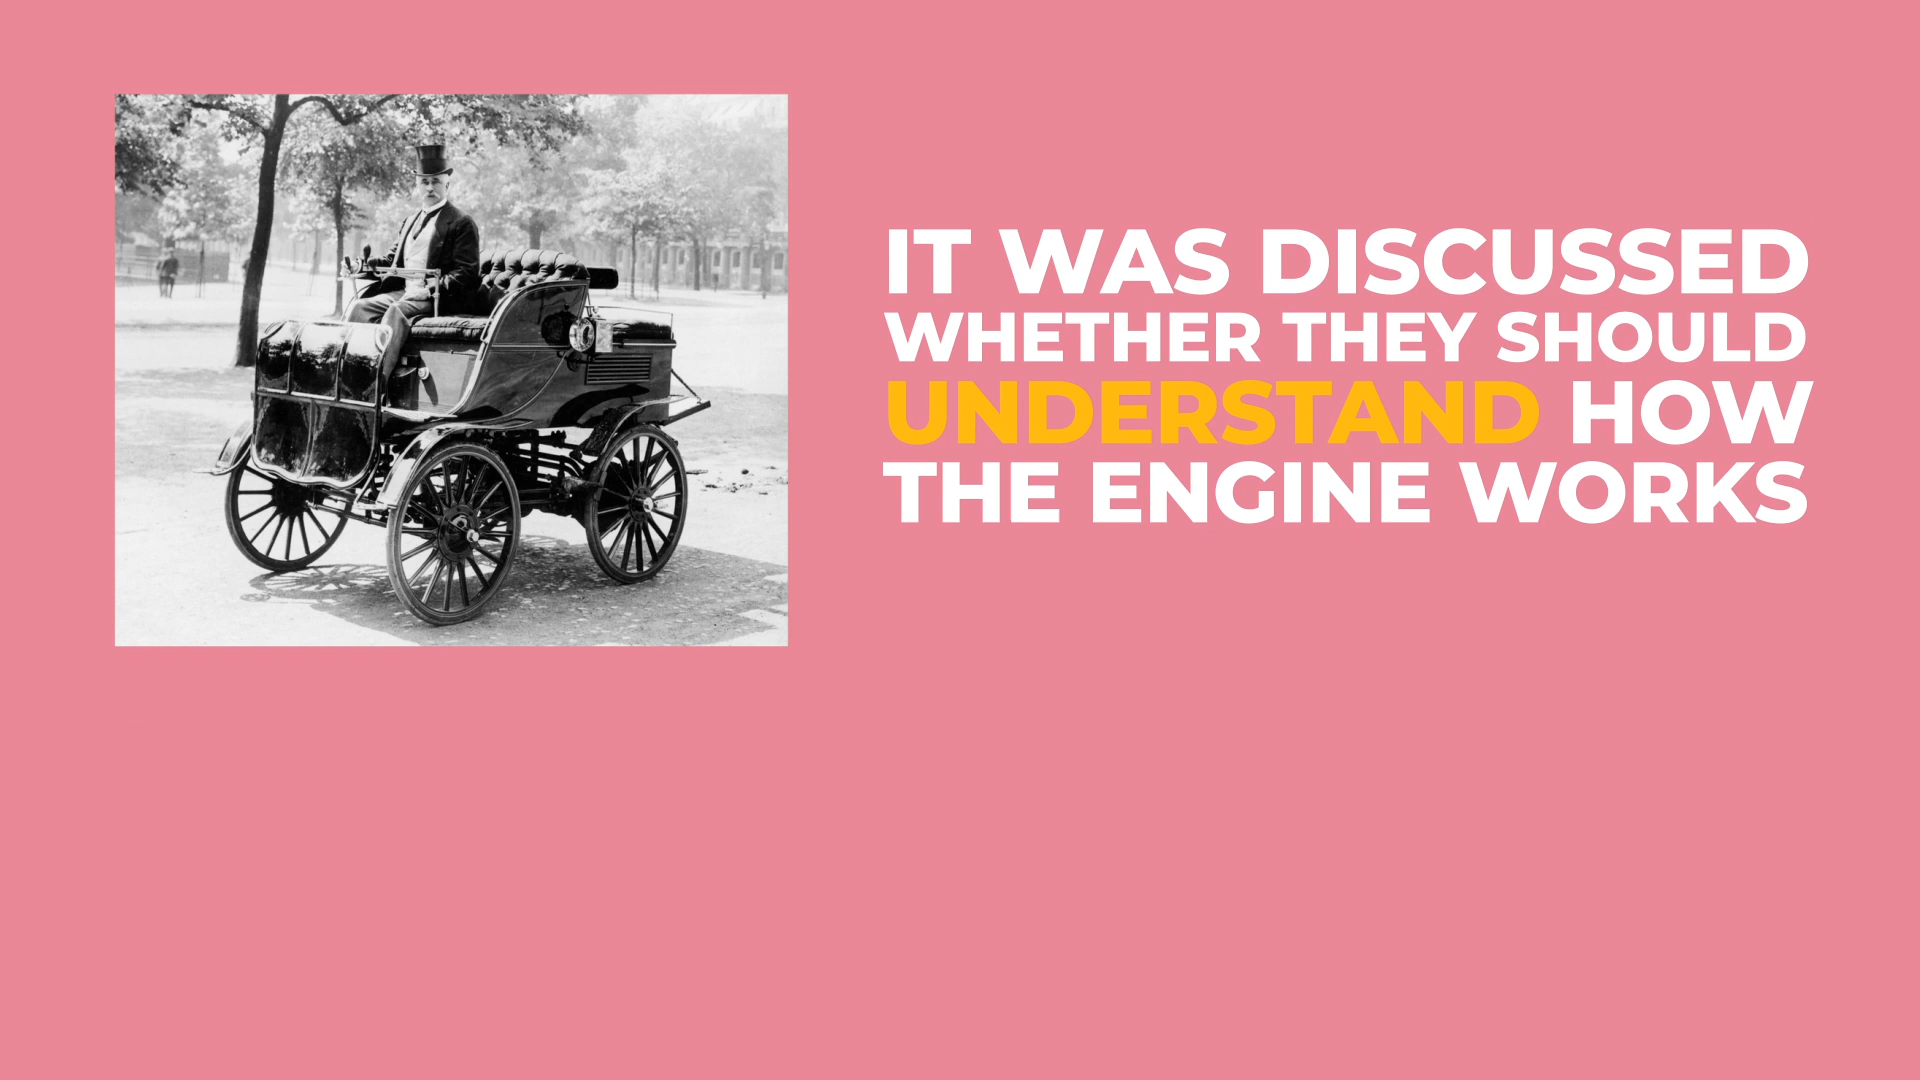 IT WAS DISCUSSED
WHETHER THEY SHOULD
UNDERSTAND HOW
THE ENGINE WORKS